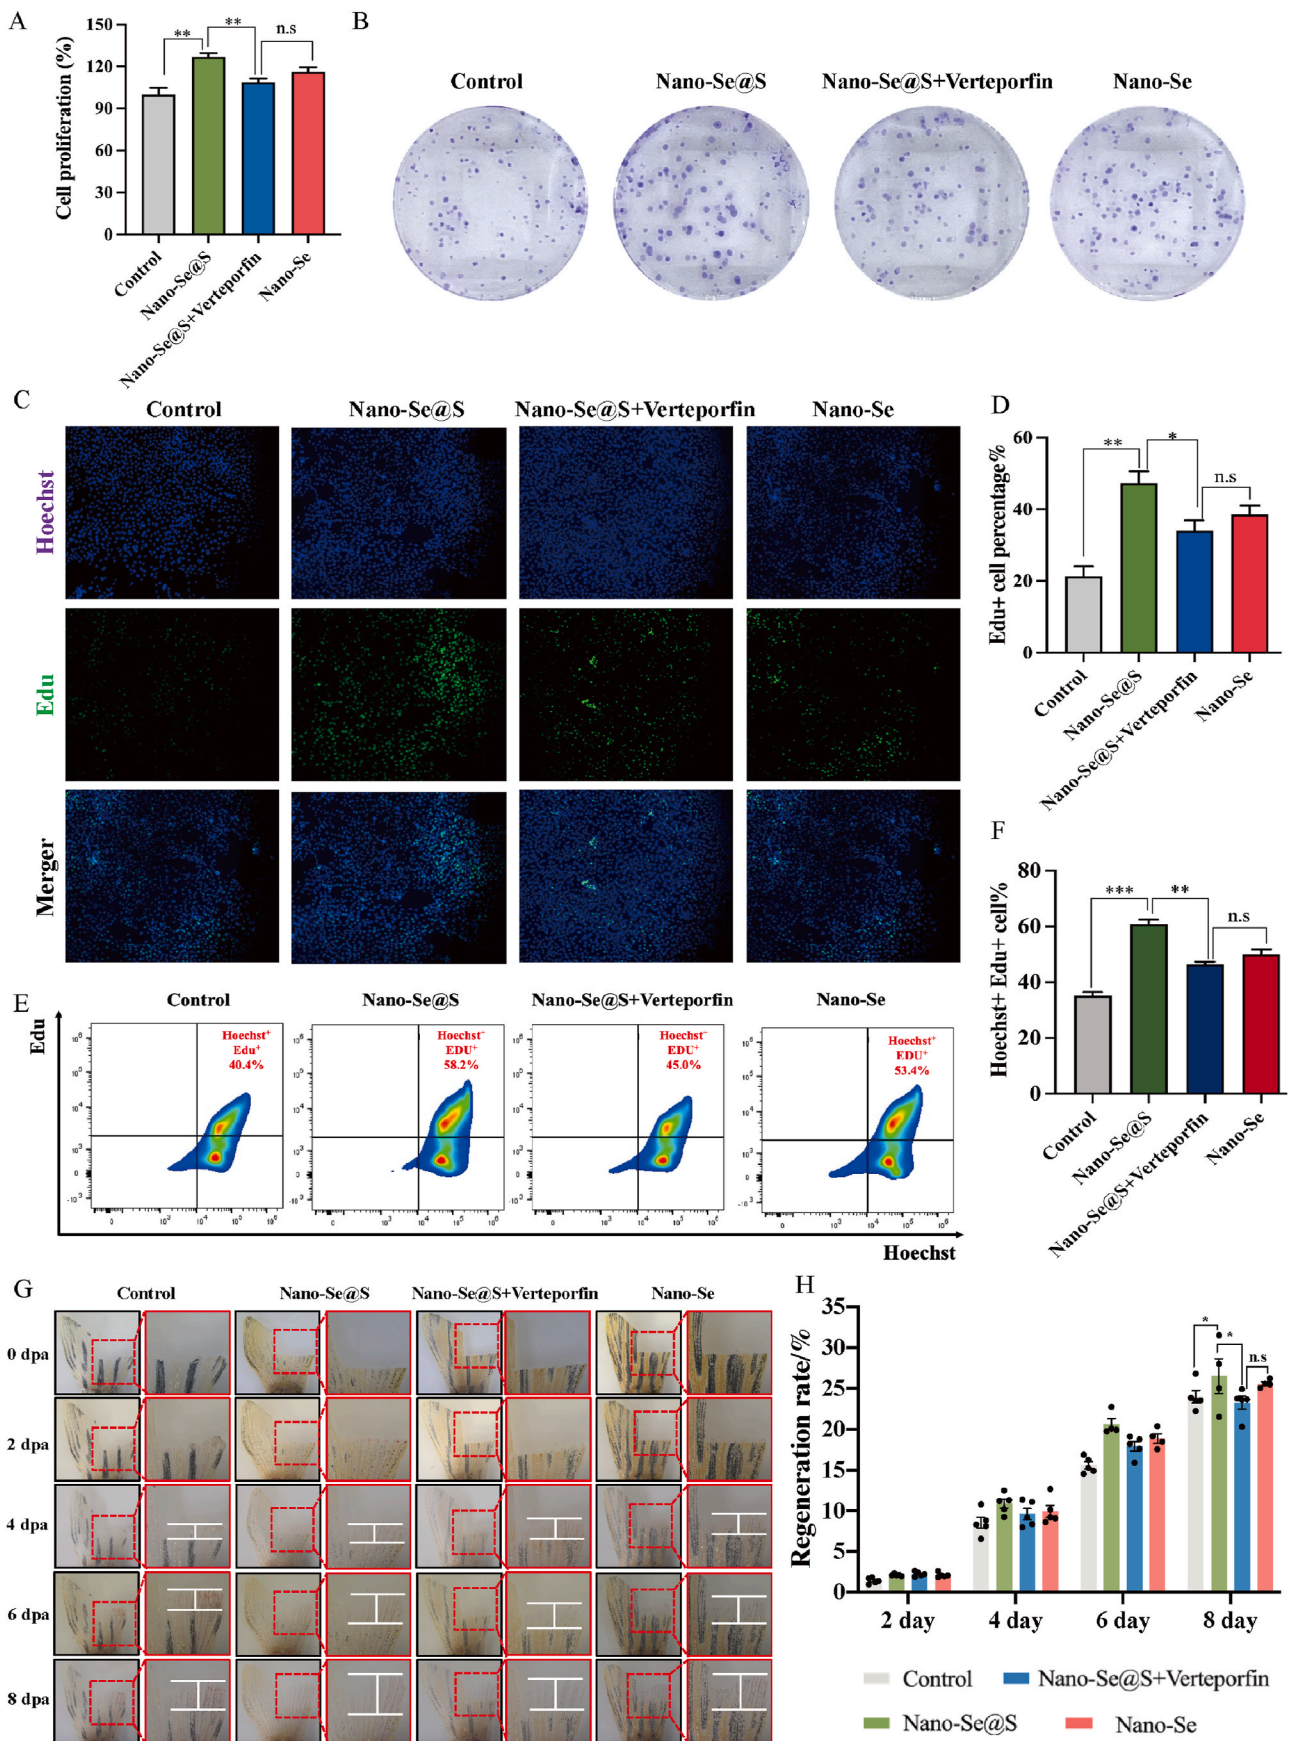 A
Cell proliferation (%)
150
120
90
60
30
0
**
**
n.s
Control
Nano-Se@S
Nano-Se@S+Verteporfin
Nano-Se
B
Control
Nano-Se@S
Nano-Se@S+Verteporfin
Nano-Se
C
Control
Nano-Se@S
Nano-Se@S+Verteporfin
Nano-Se
Hoechst
Edu
Merger
D
Edu+ cell percentage%
60
40
20
0
**
*
n.s
Control
Nano-Se@S
Nano-Se@S+Verteporfin
Nano-Se
E
Edu
Control
Nano-Se@S
Nano-Se@S+Verteporfin
Nano-Se
Hoechst⁺
Edu⁺
40.4%
Hoechst⁻
EDU⁺
58.2%
Hoechst⁻
EDU⁺
45.0%
Hoechst⁺
EDU⁺
53.4%
Hoechst
F
Hoechst+ Edu+ cell%
80
60
40
20
0
***
**
n.s
Control
Nano-Se@S
Nano-Se@S+Verteporfin
Nano-Se
G
Control
Nano-Se@S
Nano-Se@S+Verteporfin
Nano-Se
0 dpa
2 dpa
4 dpa
6 dpa
8 dpa
H
Regeneration rate/%
35
30
25
20
15
10
5
0
*
*
n.s
2 day
4 day
6 day
8 day
Control
Nano-Se@S+Verteporfin
Nano-Se@S
Nano-Se